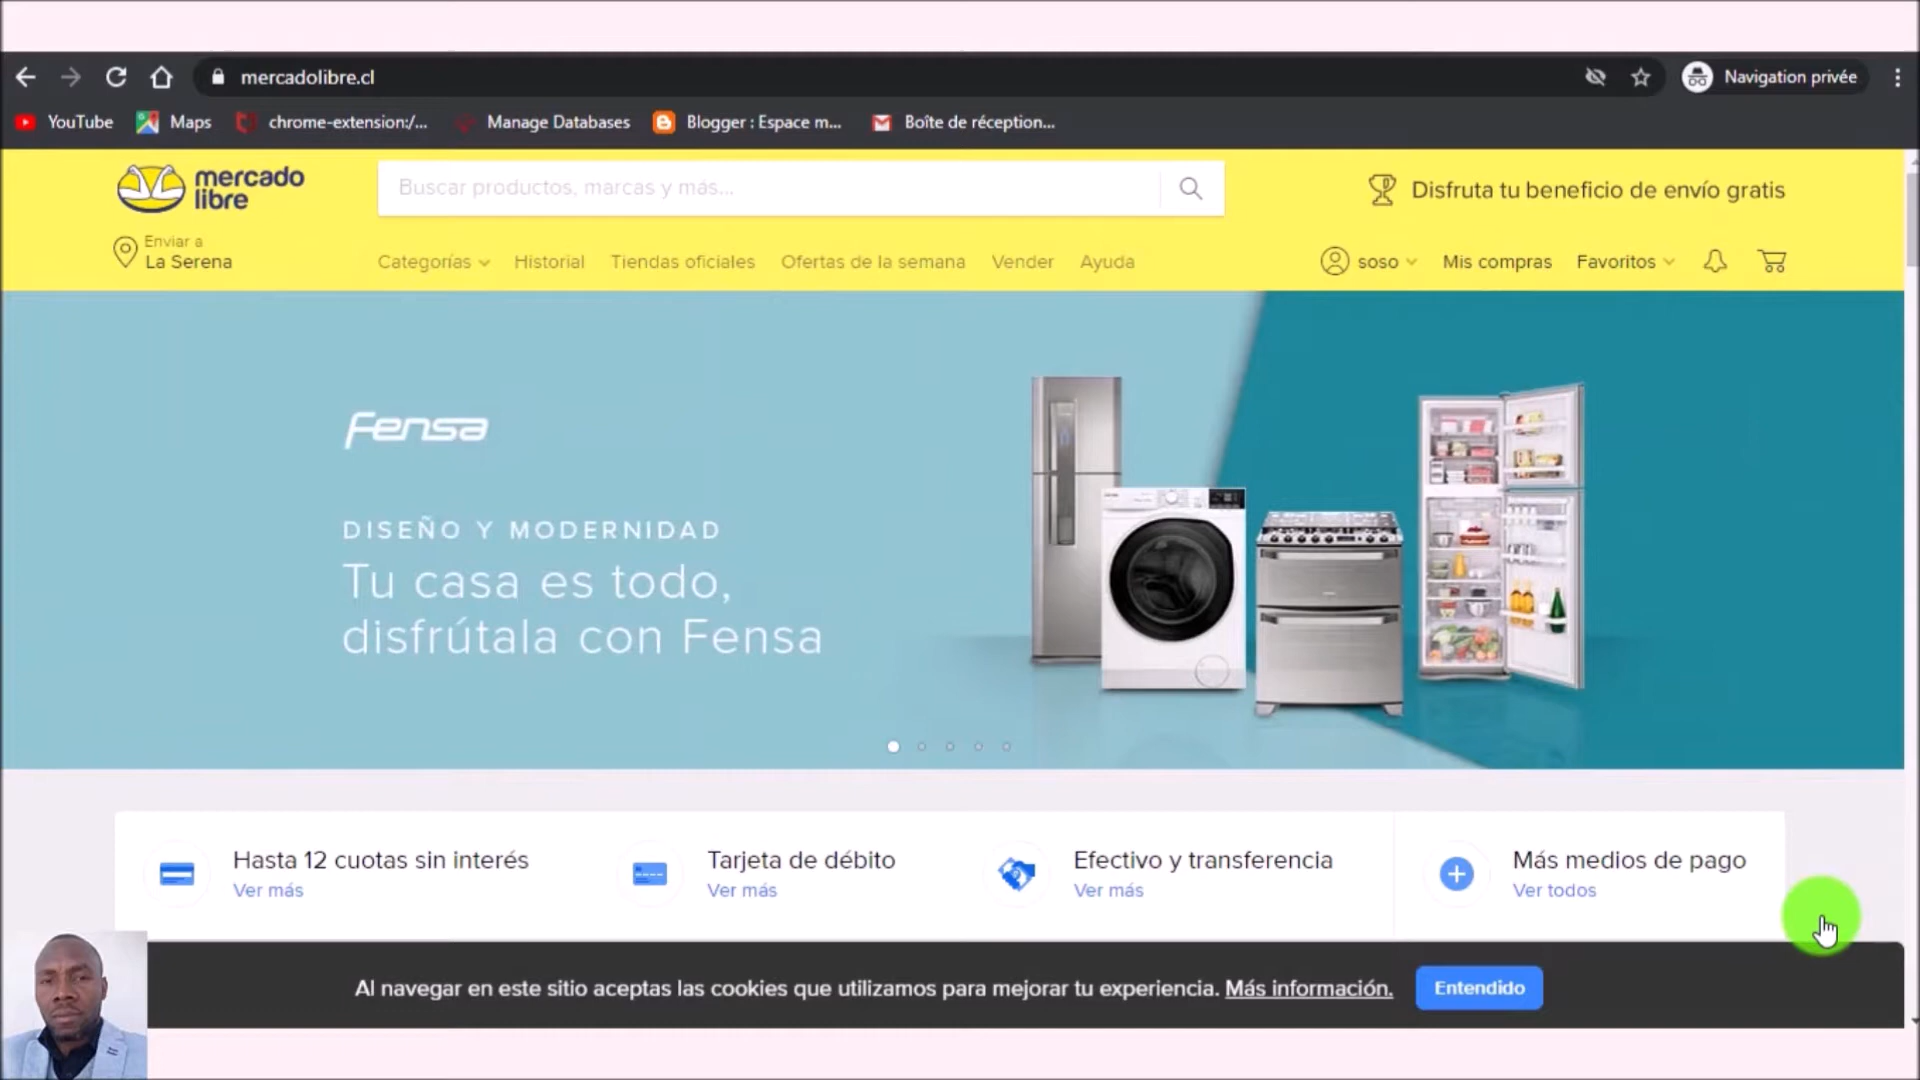 mercadolibre.cl
Navigation privée
YouTube
Maps
chrome-extension:/...
Manage Databases
Blogger : Espace m...
Boîte de réception...
mercado
libre
Buscar productos, marcas y más...
Disfruta tu beneficio de envío gratis
Enviar a
La Serena
Categorías
Historial
Tiendas oficiales
Ofertas de la semana
Vender
Ayuda
soso
Mis compras
Favoritos
Fensa
DISEÑO Y MODERNIDAD
Tu casa es todo,
disfrútala con Fensa
Hasta 12 cuotas sin interés
Ver más
Tarjeta de débito
Ver más
Efectivo y transferencia
Ver más
Más medios de pago
Ver todos
Al navegar en este sitio aceptas las cookies que utilizamos para mejorar tu experiencia. Más información.
Entendido